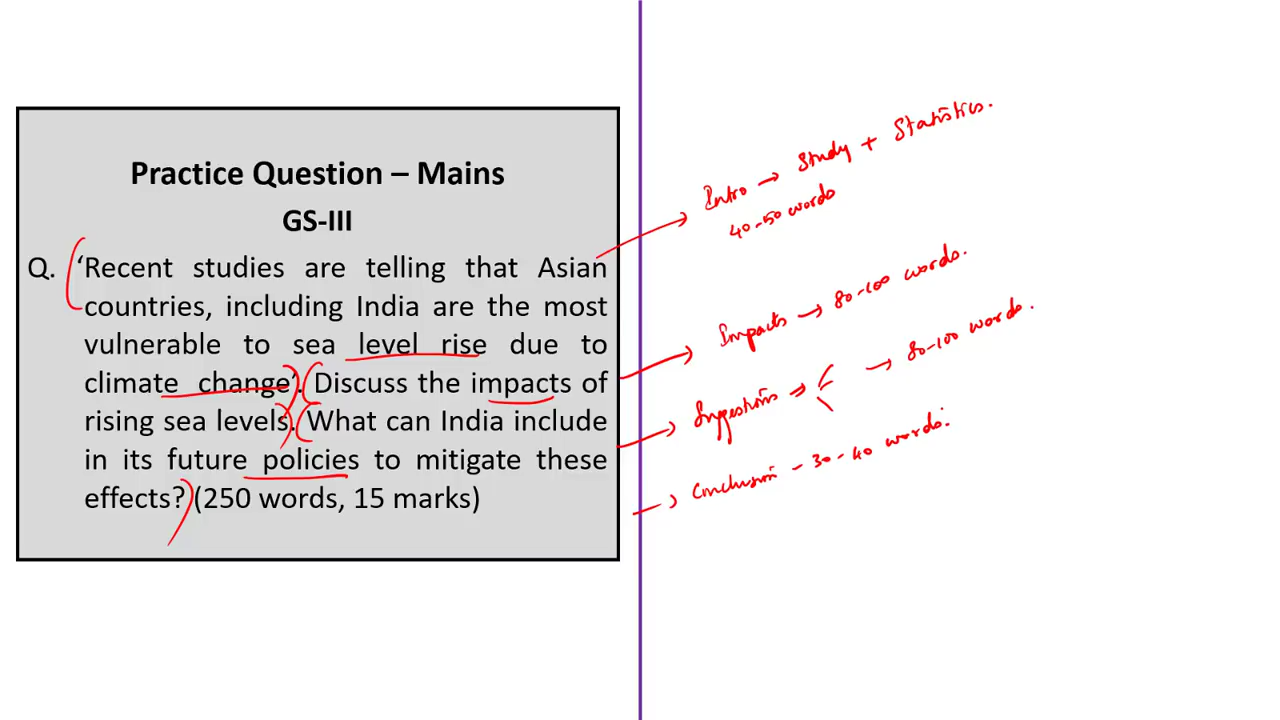 Practice Question – Mains
GS-III
Q. ‘Recent studies are telling that Asian
countries, including India are the most
vulnerable to sea level rise due to
climate change’. Discuss the impacts of
rising sea levels. What can India include
in its future policies to mitigate these
effects? (250 words, 15 marks)
Intro → Study + Statistics.
40-50 words
Impacts → 80-100 words.
Suggestions → → 80-100 words.
Conclusion - 30-40 words.